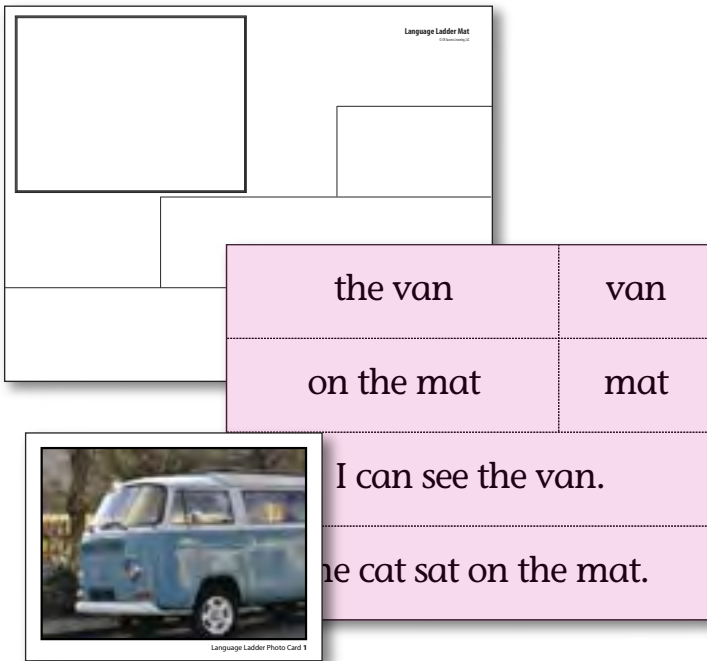 Language Ladder Mat
the van
van
on the mat
mat
I can see the van.
he cat sat on the mat.
Language Ladder Photo Card 1